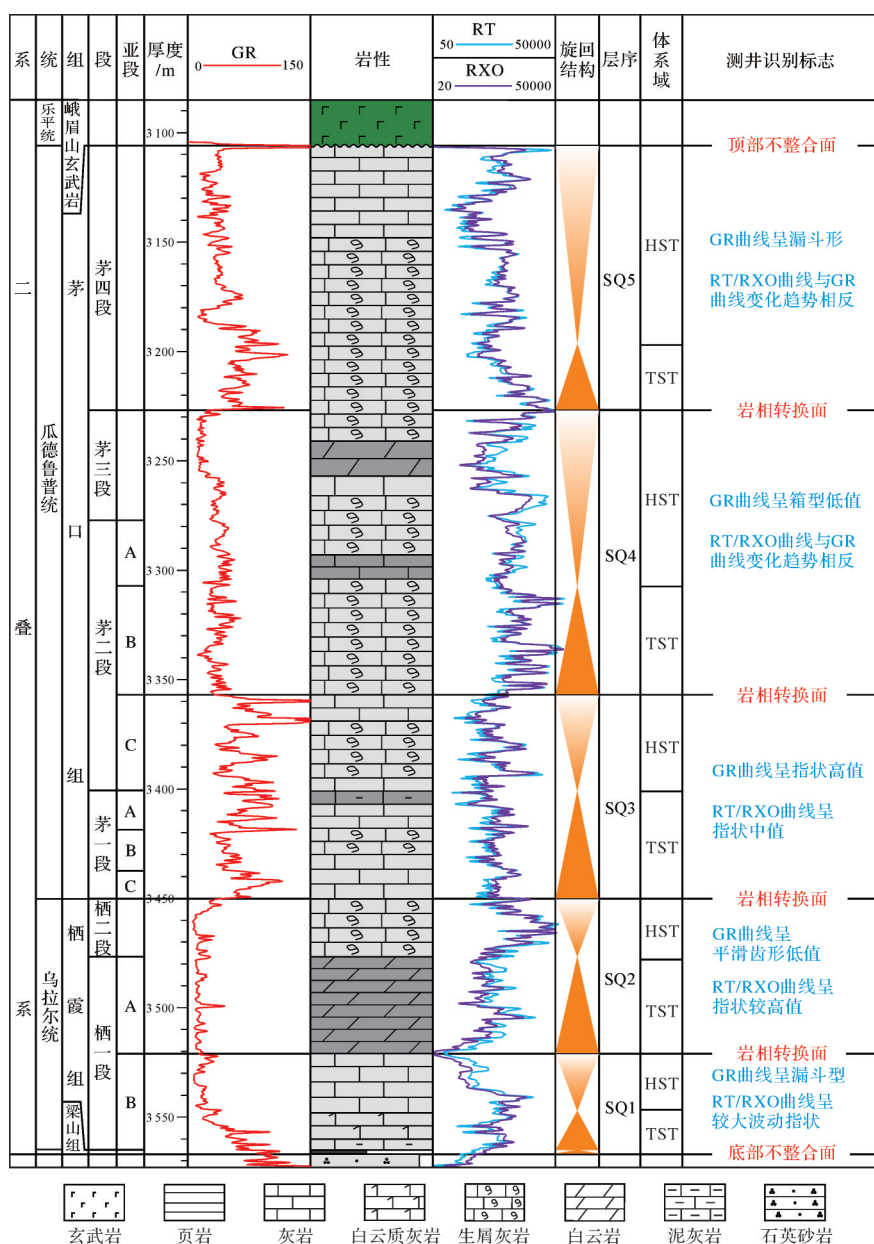 系
统
组
段
亚段
厚度/m
GR
0 150
岩性
RT
50 50000
RXO
20 50000
旋回结构
层序
体系域
测井识别标志
二
叠
系
乐平统
瓜德鲁普统
乌拉尔统
峨眉山玄武岩
茅
口
组
栖
霞
组
梁山组
茅四段
茅三段
茅二段
茅一段
栖二段
栖一段
A
B
C
A
B
C
A
B
3 100
3 150
3 200
3 250
3 300
3 350
3 400
3 450
3 500
3 550
SQ5
SQ4
SQ3
SQ2
SQ1
HST
TST
HST
TST
HST
TST
HST
TST
HST
TST
顶部不整合面
GR曲线呈漏斗形
RT/RXO曲线与GR
曲线变化趋势相反
岩相转换面
GR曲线呈箱型低值
RT/RXO曲线与GR
曲线变化趋势相反
岩相转换面
GR曲线呈指状高值
RT/RXO曲线呈
指状中值
岩相转换面
GR曲线呈
平滑齿形低值
RT/RXO曲线呈
指状较高值
岩相转换面
GR曲线呈漏斗型
RT/RXO曲线呈
较大波动指状
底部不整合面
玄武岩
页岩
灰岩
白云质灰岩
生屑灰岩
白云岩
泥灰岩
石英砂岩